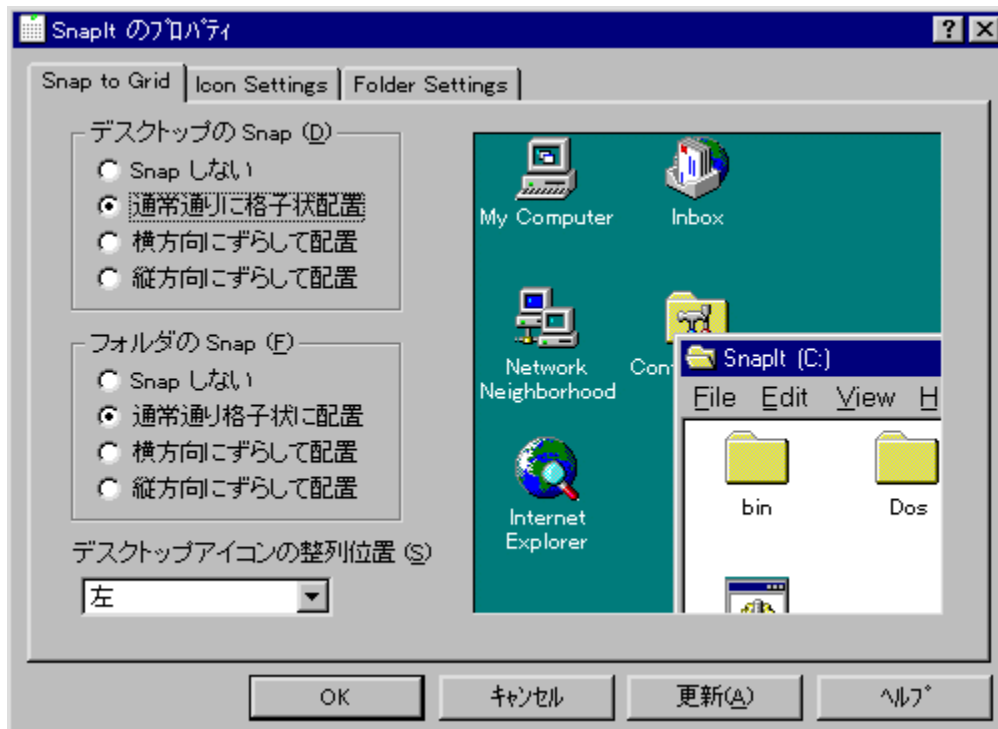 SnapIt のﾌﾟﾛﾊﾟﾃｨ
Snap to Grid
Icon Settings
Folder Settings
デスクトップの Snap (D)
Snap しない
通常通りに格子状配置
横方向にずらして配置
縦方向にずらして配置
フォルダの Snap (F)
Snap しない
通常通り格子状に配置
横方向にずらして配置
縦方向にずらして配置
デスクトップアイコンの整列位置 (S)
左
My Computer
Inbox
Network
Neighborhood
Con
Internet
Explorer
SnapIt (C:)
File Edit View H
bin
Dos
OK
ｷｬﾝｾﾙ
更新(A)
ﾍﾙﾌﾟ